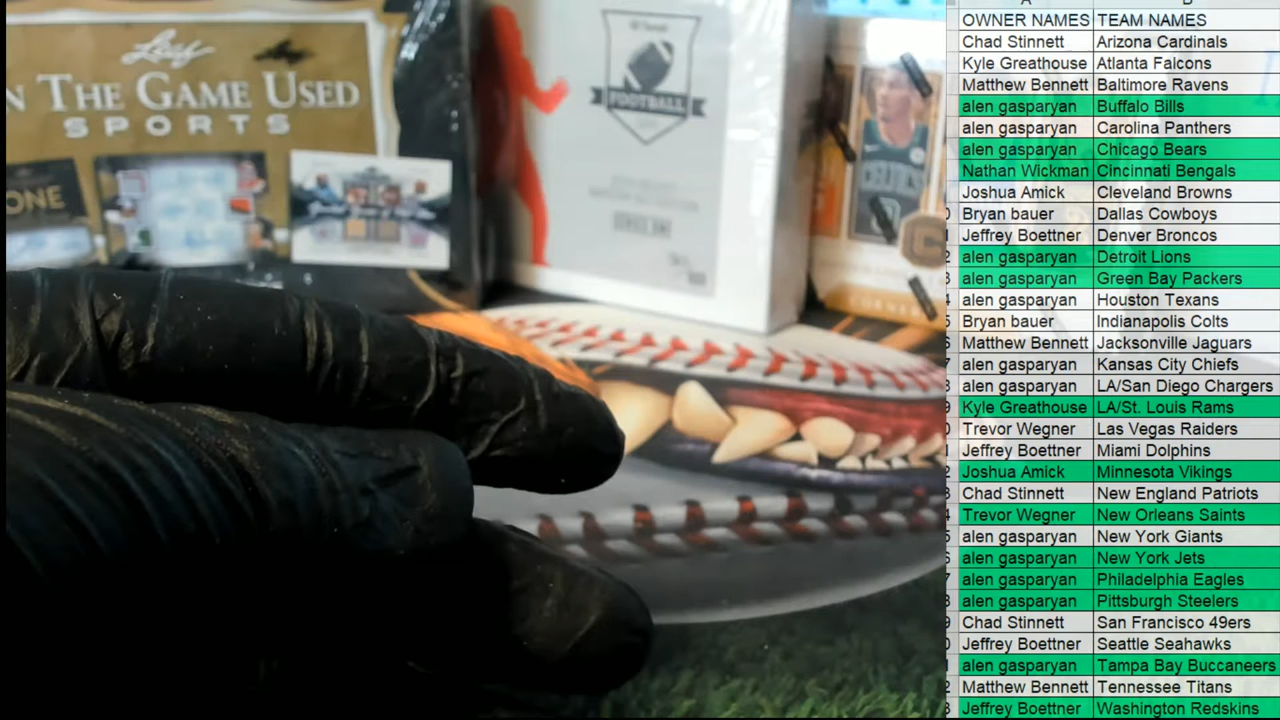 Leaf
N THE GAME USED
SPORTS
ONE
FOOTBALL
CELTICS
OWNER NAMES TEAM NAMES
Chad Stinnett Arizona Cardinals
Kyle Greathouse Atlanta Falcons
Matthew Bennett Baltimore Ravens
alen gasparyan Buffalo Bills
alen gasparyan Carolina Panthers
alen gasparyan Chicago Bears
Nathan Wickman Cincinnati Bengals
Joshua Amick Cleveland Browns
Bryan bauer Dallas Cowboys
Jeffrey Boettner Denver Broncos
alen gasparyan Detroit Lions
alen gasparyan Green Bay Packers
alen gasparyan Houston Texans
Bryan bauer Indianapolis Colts
Matthew Bennett Jacksonville Jaguars
alen gasparyan Kansas City Chiefs
alen gasparyan LA/San Diego Chargers
Kyle Greathouse LA/St. Louis Rams
Trevor Wegner Las Vegas Raiders
Jeffrey Boettner Miami Dolphins
Joshua Amick Minnesota Vikings
Chad Stinnett New England Patriots
Trevor Wegner New Orleans Saints
alen gasparyan New York Giants
alen gasparyan New York Jets
alen gasparyan Philadelphia Eagles
alen gasparyan Pittsburgh Steelers
Chad Stinnett San Francisco 49ers
Jeffrey Boettner Seattle Seahawks
alen gasparyan Tampa Bay Buccaneers
Matthew Bennett Tennessee Titans
Jeffrey Boettner Washington Redskins